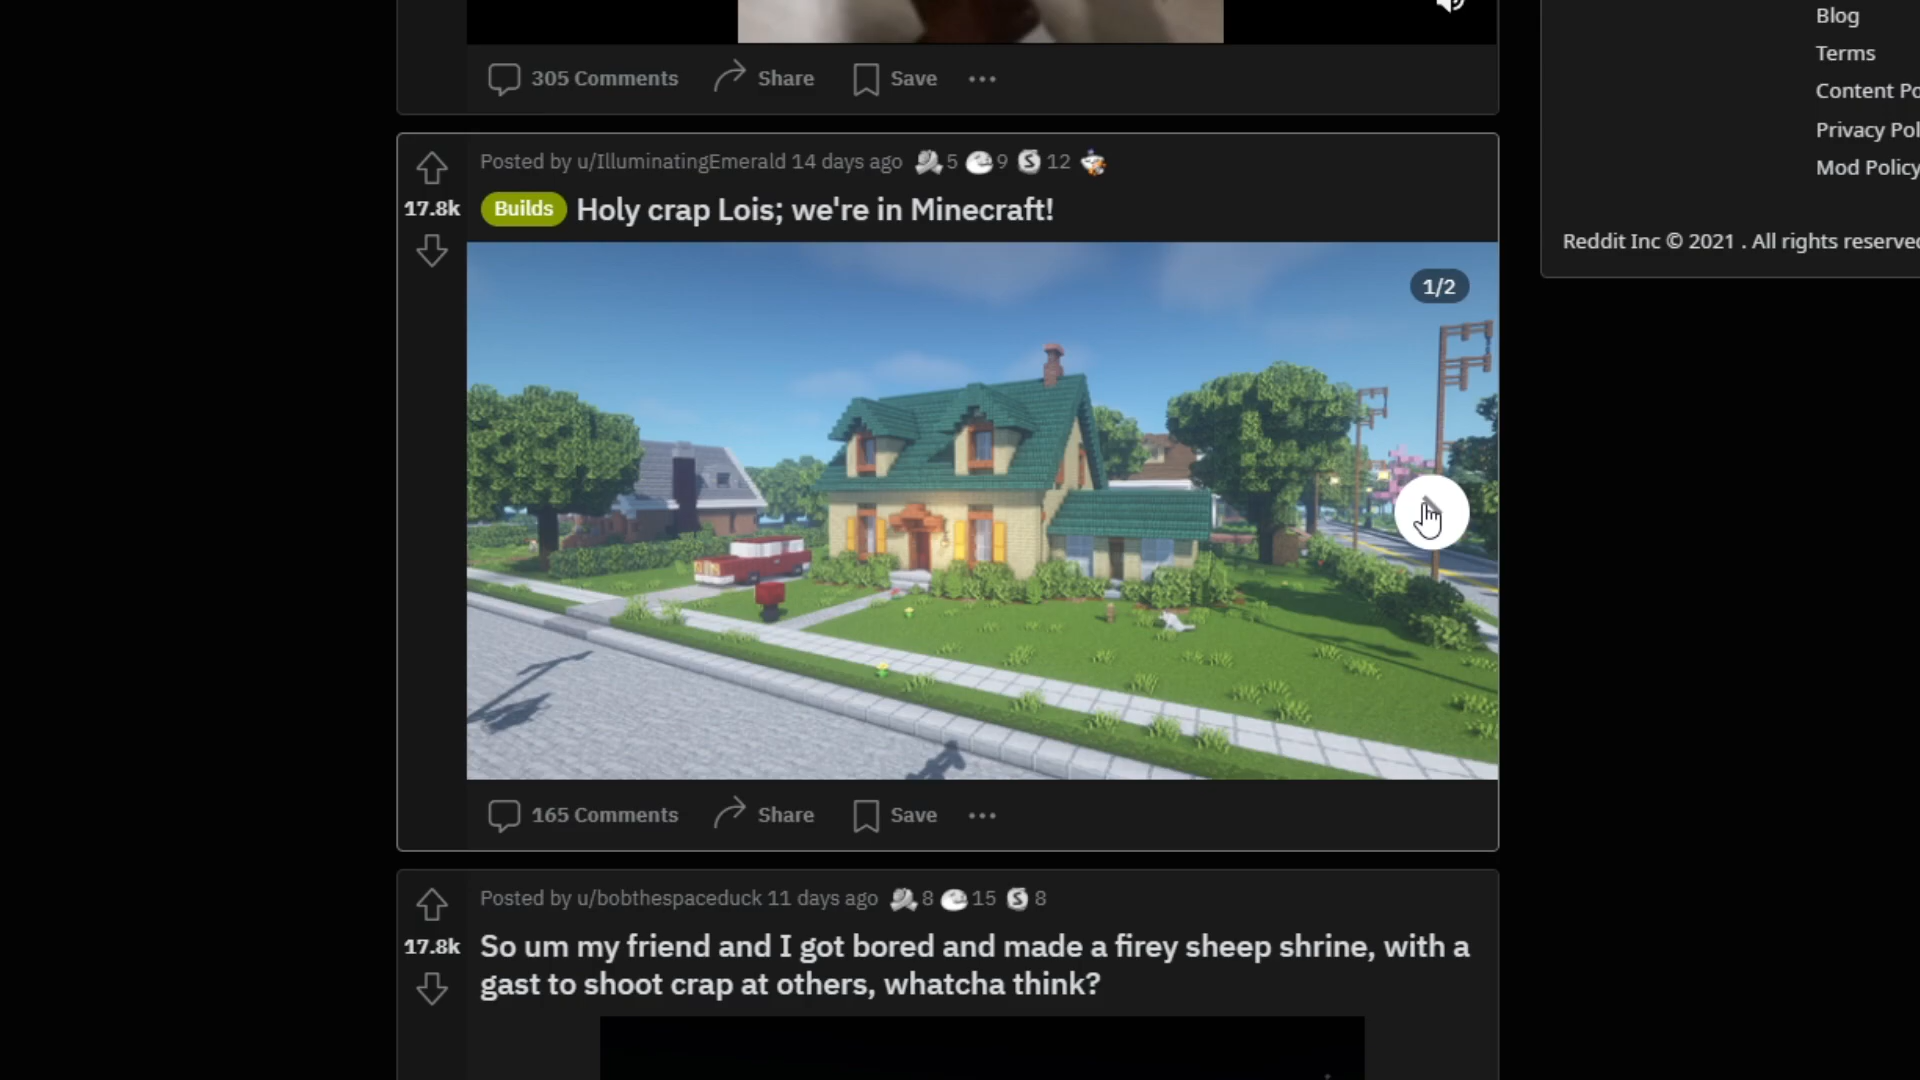 305 Comments Share Save
Blog
Terms
Content Po
Privacy Pol
Mod Policy
Reddit Inc © 2021 . All rights reserved
Posted by u/IlluminatingEmerald 14 days ago 5 9 S 12
17.8k
Builds Holy crap Lois; we're in Minecraft!
1/2
165 Comments Share Save
Posted by u/bobthespaceduck 11 days ago 8 15 S 8
17.8k
So um my friend and I got bored and made a firey sheep shrine, with a
gast to shoot crap at others, whatcha think?